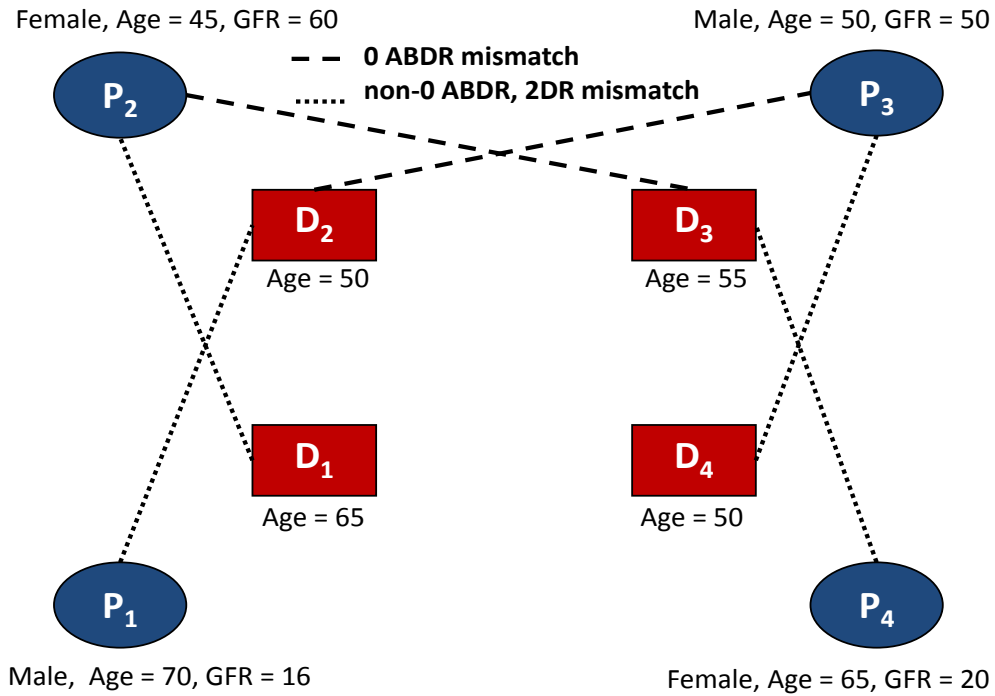 Female, Age = 45, GFR = 60
Male, Age = 50, GFR = 50
0 ABDR mismatch
non-0 ABDR, 2DR mismatch
P₂
P₃
D₂
D₃
Age = 50
Age = 55
D₁
D₄
Age = 65
Age = 50
P₁
P₄
Male, Age = 70, GFR = 16
Female, Age = 65, GFR = 20